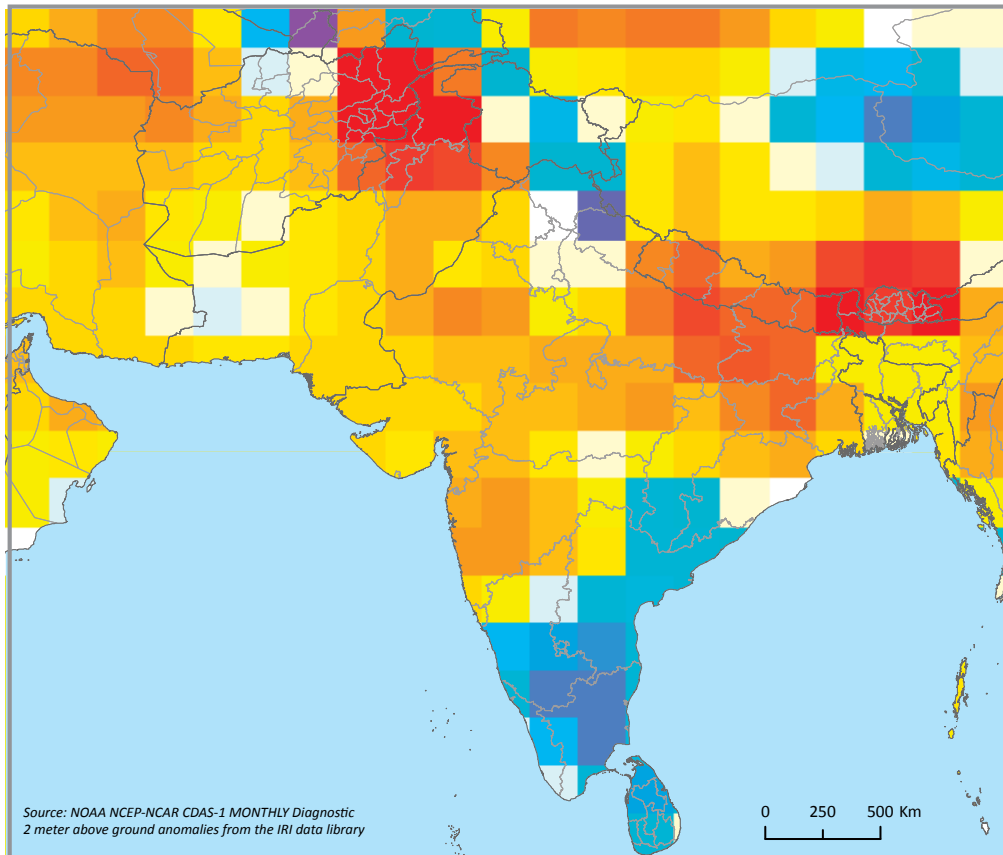 Source: NOAA NCEP-NCAR CDAS-1 MONTHLY Diagnostic
2 meter above ground anomalies from the IRI data library
0 250 500 Km